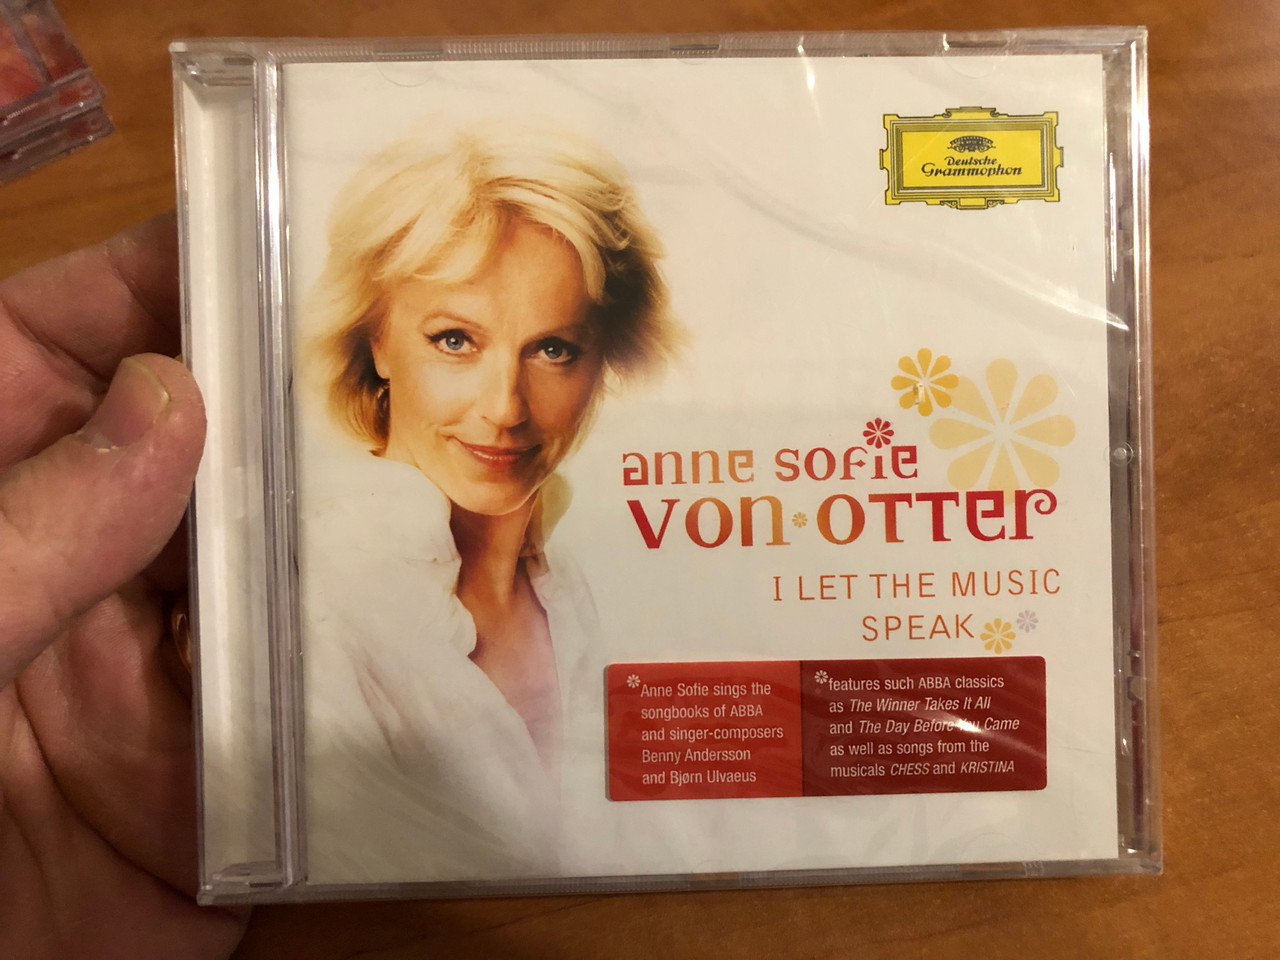 Deutsche
Grammophon
anne sofie
von otter
I LET THE MUSIC
SPEAK
*Anne Sofie sings the
songbooks of ABBA
and singer-composers
Benny Andersson
and Bjørn Ulvaeus
*features such ABBA classics
as The Winner Takes It All
and The Day Before You Came
as well as songs from the
musicals CHESS and KRISTINA